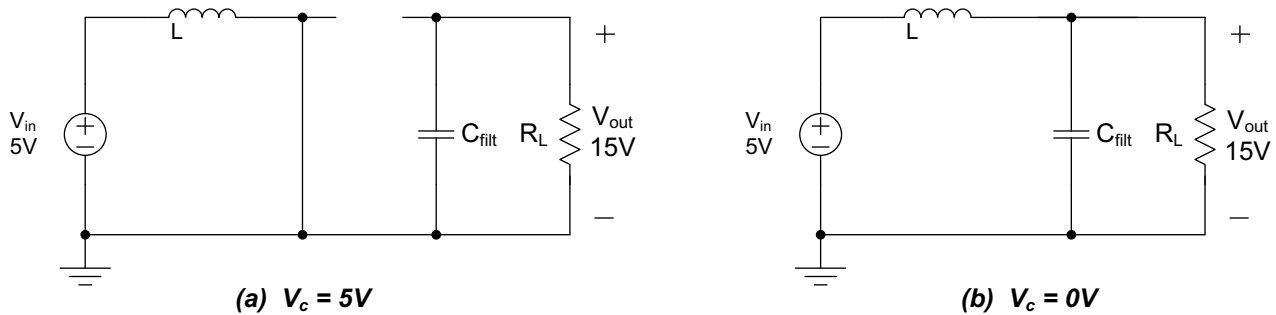 L
+
V_in
5V
+
−
C_filt
R_L
V_out
15V
−
(a) V_c = 5V
L
+
V_in
5V
+
−
C_filt
R_L
V_out
15V
−
(b) V_c = 0V